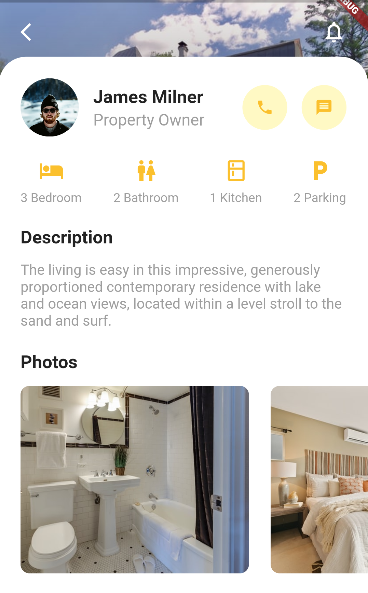 BUG
James Milner
Property Owner
3 Bedroom
2 Bathroom
1 Kitchen
P
2 Parking
Description
The living is easy in this impressive, generously
proportioned contemporary residence with lake
and ocean views, located within a level stroll to the
sand and surf.
Photos